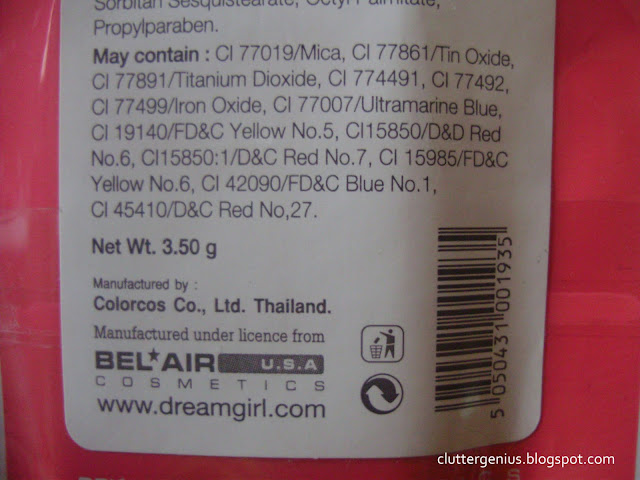 Sorbitan Sesquistearate, Octyl Palmitate,
Propylparaben.
May contain : CI 77019/Mica, CI 77861/Tin Oxide,
CI 77891/Titanium Dioxide, CI 774491, CI 77492,
CI 77499/Iron Oxide, CI 77007/Ultramarine Blue,
CI 19140/FD&C Yellow No.5, CI15850/D&D Red
No.6, CI15850:1/D&C Red No.7, CI 15985/FD&C
Yellow No.6, CI 42090/FD&C Blue No.1,
CI 45410/D&C Red No,27.
Net Wt. 3.50 g
Manufactured by :
Colorcos Co., Ltd. Thailand.
Manufactured under licence from
BEL★AIR U.S.A
COSMETICS
www.dreamgirl.com
5 050431 001935
cluttergenius.blogspot.com